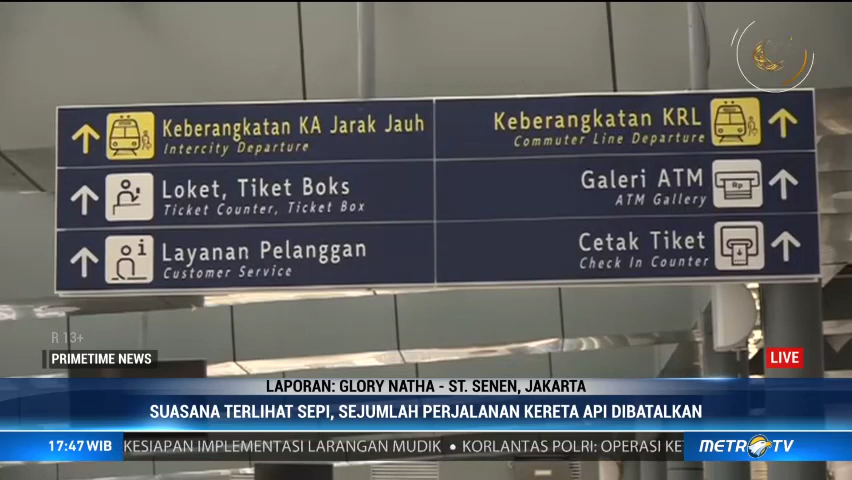 Keberangkatan KA Jarak Jauh
Intercity Departure
Loket, Tiket Boks
Ticket Counter, Ticket Box
Layanan Pelanggan
Customer Service
Keberangkatan KRL
Commuter Line Departure
Galeri ATM
ATM Gallery
Rp
Cetak Tiket
Check In Counter
R 13+
PRIMETIME NEWS
LIVE
LAPORAN: GLORY NATHA - ST. SENEN, JAKARTA
SUASANA TERLIHAT SEPI, SEJUMLAH PERJALANAN KERETA API DIBATALKAN
17:47 WIB KESIAPAN IMPLEMENTASI LARANGAN MUDIK • KORLANTAS POLRI: OPERASI KE METRO TV